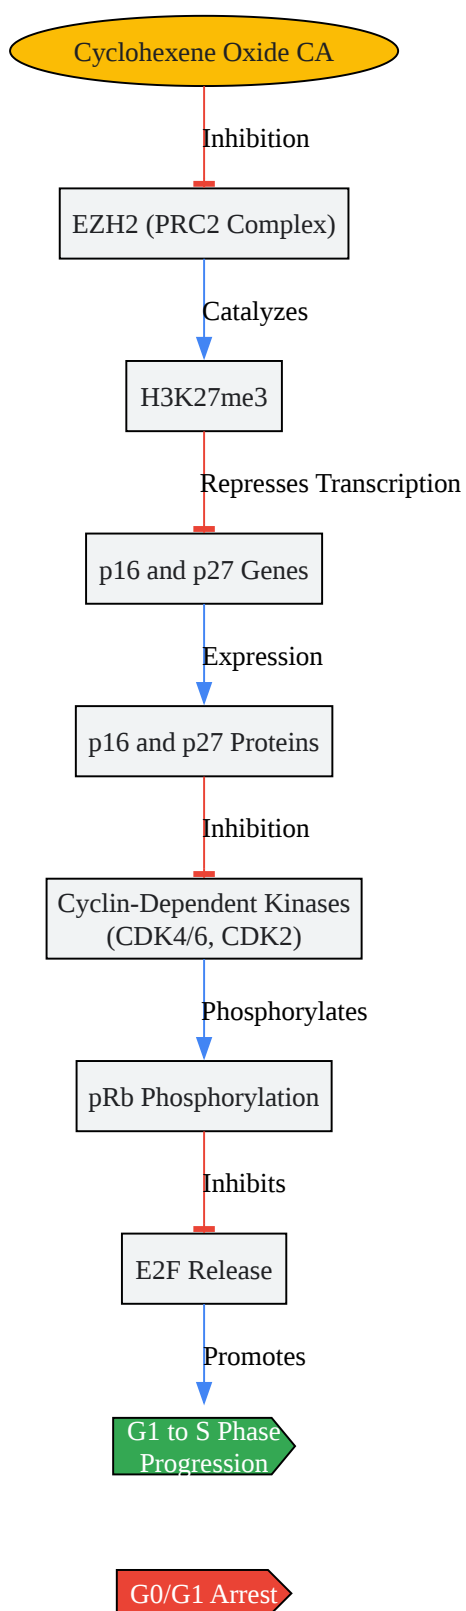 Cyclohexene Oxide CA
Inhibition
EZH2 (PRC2 Complex)
Catalyzes
H3K27me3
Represses Transcription
p16 and p27 Genes
Expression
p16 and p27 Proteins
Inhibition
Cyclin-Dependent Kinases
(CDK4/6, CDK2)
Phosphorylates
pRb Phosphorylation
Inhibits
E2F Release
Promotes
G1 to S Phase
Progression
G0/G1 Arrest